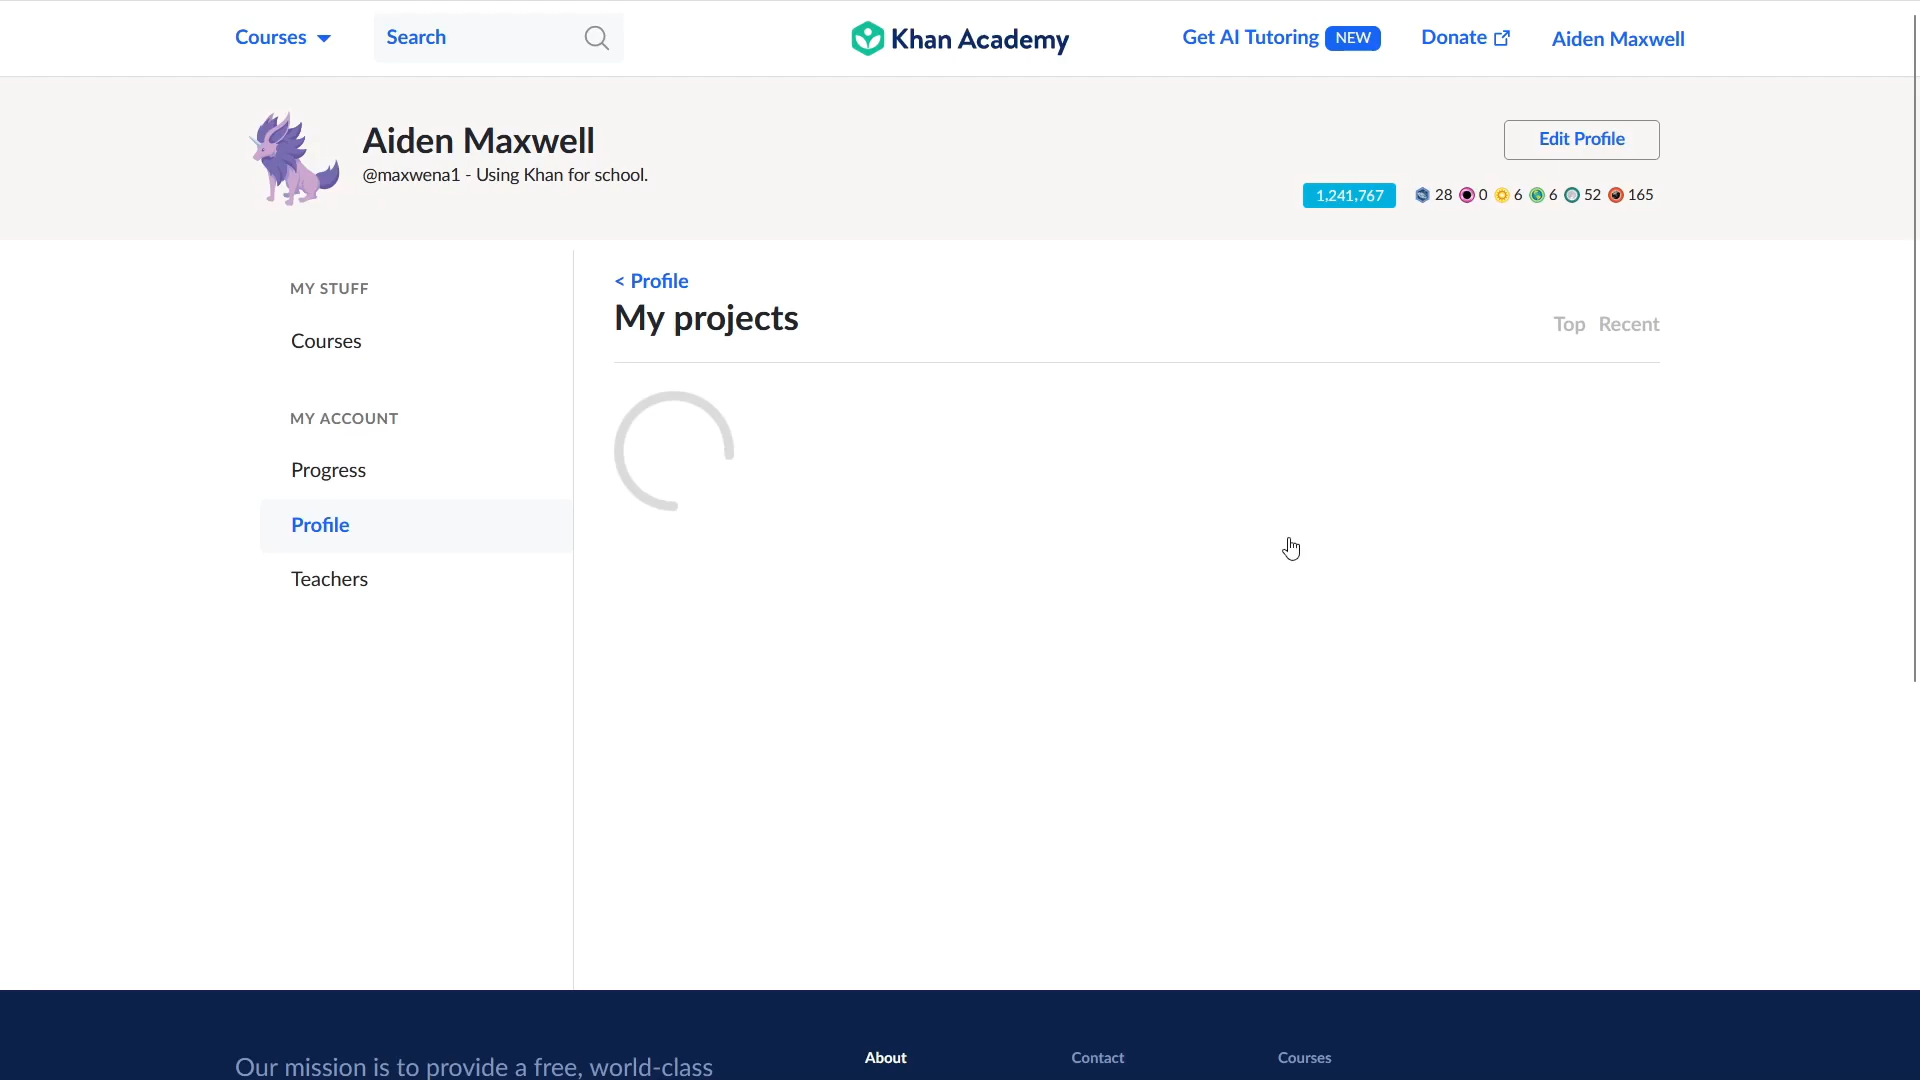 Courses
Search
Khan Academy
Get AI Tutoring NEW
Donate
Aiden Maxwell
Aiden Maxwell
@maxwena1 - Using Khan for school.
Edit Profile
1,241,767 28 0 6 6 52 165
MY STUFF
Courses
MY ACCOUNT
Progress
Profile
Teachers
< Profile
My projects
Top Recent
Our mission is to provide a free, world-class
About
Contact
Courses